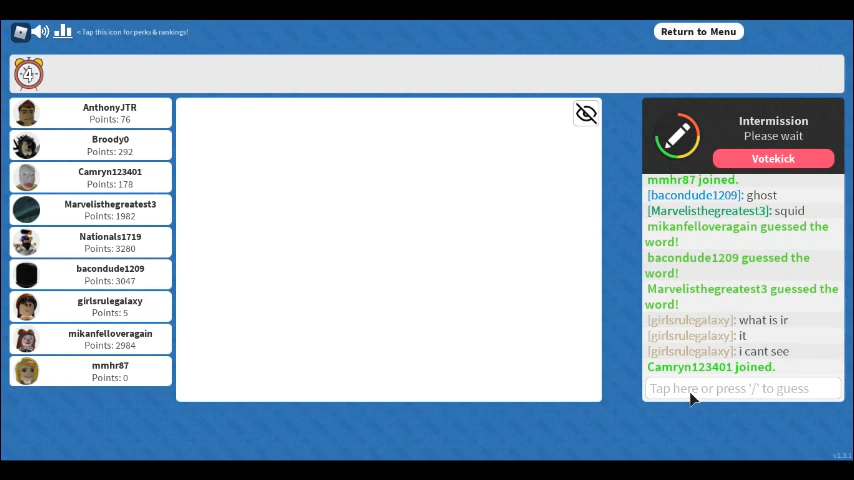 < Tap this icon for perks & rankings!
Return to Menu
4
AnthonyJTR
Points: 76
Broody0
Points: 292
Camryn123401
Points: 178
Marvelisthegreatest3
Points: 1982
Nationals1719
Points: 3280
bacondude1209
Points: 3047
girlsrulegalaxy
Points: 5
mikanfelloveragain
Points: 2984
mmhr87
Points: 0
Intermission
Please wait
Votekick
mmhr87 joined.
[bacondude1209]: ghost
[Marvelisthegreatest3]: squid
mikanfelloveragain guessed the
word!
bacondude1209 guessed the
word!
Marvelisthegreatest3 guessed the
word!
[girlsrulegalaxy]: what is ir
[girlsrulegalaxy]: it
[girlsrulegalaxy]: i cant see
Camryn123401 joined.
Tap here or press '/' to guess
v1.3.1